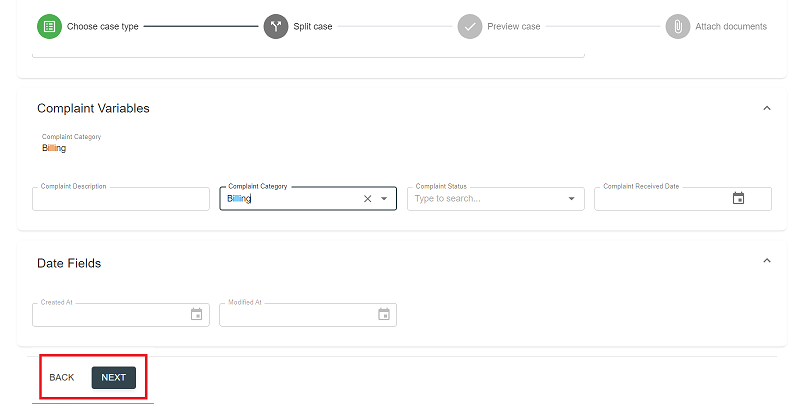 Choose case type
Split case
Preview case
Attach documents
Complaint Variables
Complaint Category
Billing
Complaint Description
Complaint Category
Billing
Complaint Status
Type to search...
Complaint Received Date
Date Fields
Created At
Modified At
BACK
NEXT